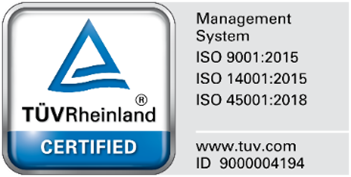 TÜVRheinland®
CERTIFIED
Management
System
ISO 9001:2015
ISO 14001:2015
ISO 45001:2018
www.tuv.com
ID 9000004194